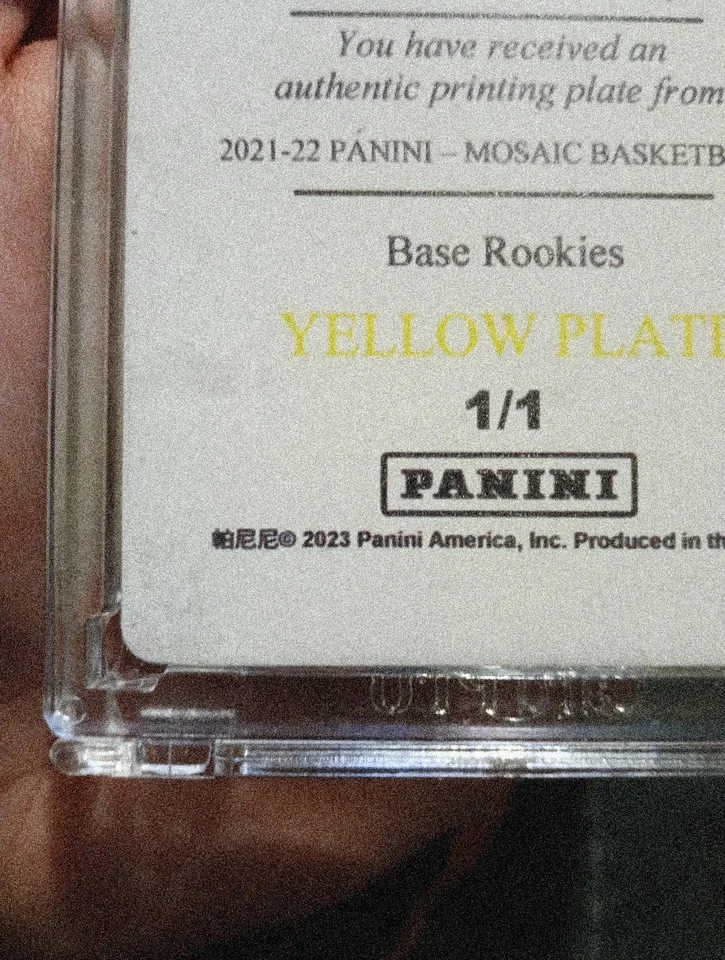 You have received an
authentic printing plate from
2021-22 PANINI – MOSAIC BASKETB
Base Rookies
YELLOW PLATE
1/1
PANINI
帕尼尼© 2023 Panini America, Inc. Produced in th